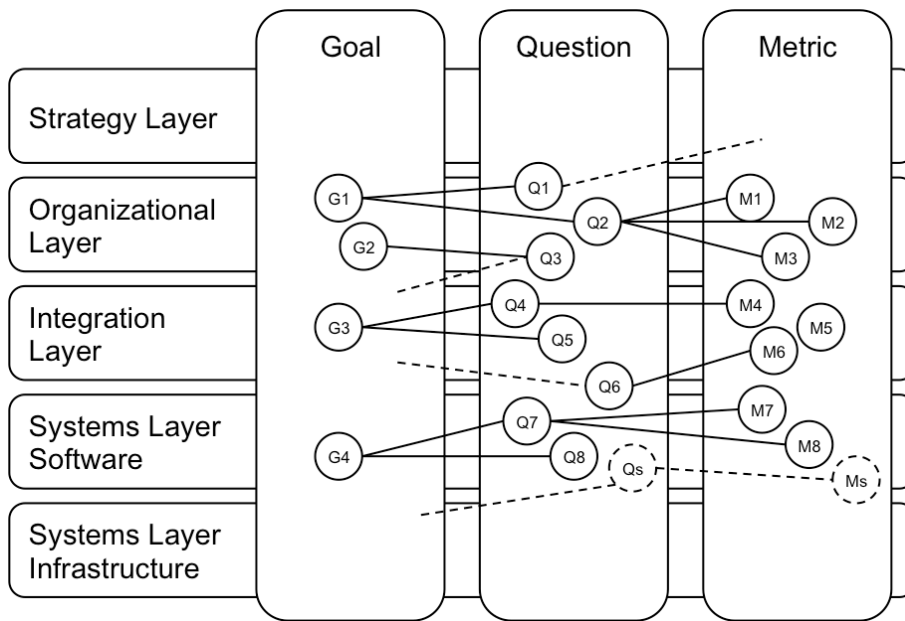 Goal
Question
Metric
Strategy Layer
Q1
G1
M1
Organizational
Layer
Q2
M2
G2
Q3
M3
Integration
Layer
Q4
M4
G3
M5
Q5
M6
Q6
Systems Layer
Software
M7
Q7
M8
G4
Q8
Qs
Ms
Systems Layer
Infrastructure